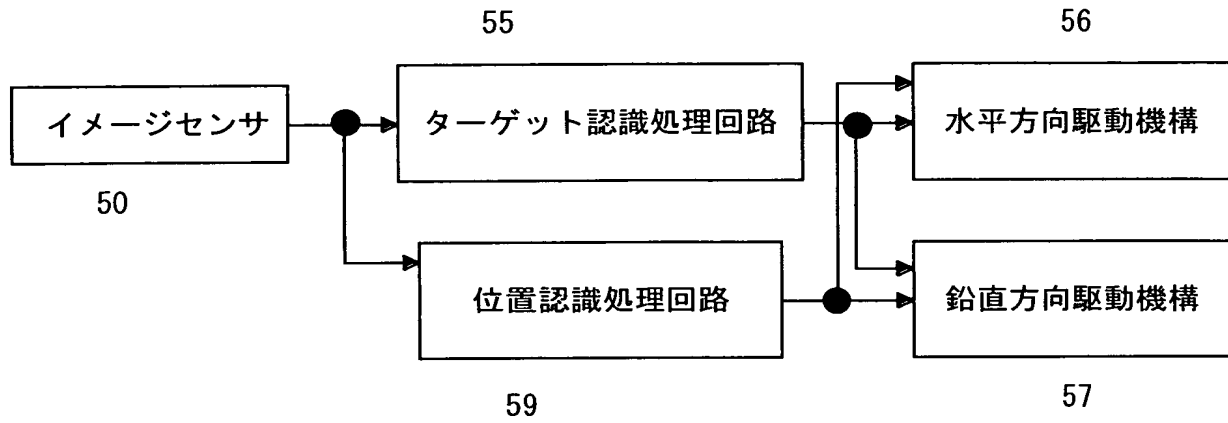 55
56
イメージセンサ
ターゲット認識処理回路
水平方向駆動機構
50
位置認識処理回路
鉛直方向駆動機構
59
57